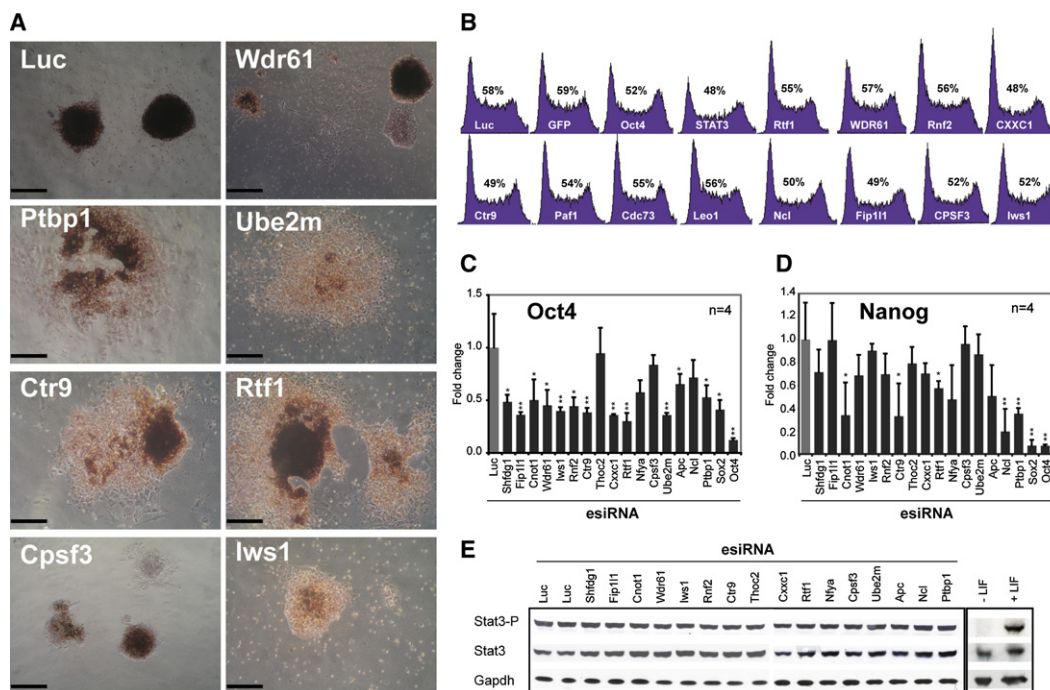 A
Luc
Wdr61
Ptbp1
Ube2m
Ctr9
Rtf1
Cpsf3
Iws1
B
58% 59% 52% 48% 55% 57% 56% 48%
Luc GFP Oct4 STAT3 Rtf1 WDR61 Rnf2 CXXC1
49% 54% 55% 56% 50% 49% 52% 52%
Ctr9 Paf1 Cdc73 Leo1 Ncl Fip1l1 CPSF3 Iws1
C
Oct4
n=4
Fold change
1.5
1.0
0.5
0.0
* ** * * ** * ** ** ** ** * * * **
Luc Shfdg1 Fip1l1 Cnot1 Wdr61 Iws1 Rnf2 Ctr9 Thoc2 Cxxc1 Rtf1 Nfya Cpsf3 Ube2m Apc Ncl Ptbp1 Sox2 Oct4
esiRNA
D
Nanog
n=4
Fold change
1.4
1.2
1.0
0.8
0.6
0.4
0.2
0
* * * ** ** ** **
Luc Shfdg1 Fip1l1 Cnot1 Wdr61 Iws1 Rnf2 Ctr9 Thoc2 Cxxc1 Rtf1 Nfya Cpsf3 Ube2m Apc Ncl Ptbp1 Sox2 Oct4
esiRNA
E
esiRNA
Luc Luc Shfdg1 Fip1l1 Cnot1 Wdr61 Iws1 Rnf2 Ctr9 Thoc2 Cxxc1 Rtf1 Nfya Cpsf3 Ube2m Apc Ncl Ptbp1 - LIF + LIF
Stat3-P
Stat3
Gapdh